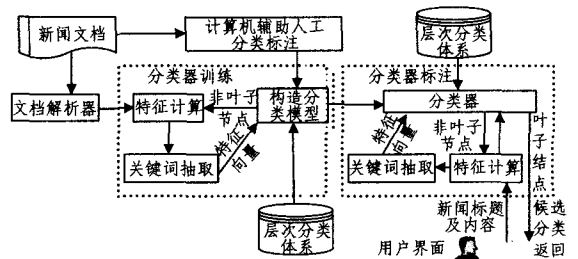 新闻文档
计算机辅助人工
分类标注
层次分类
体系
分类器训练
分类器标注
文档解析器
特征计算
非叶子
节点
构造分
类模型
分类器
特征
向量
关键词抽取
特征
向量
非叶子
节点
关键词抽取
特征计算
叶
子
结
点
层次分类
体系
新闻标题
及内容
候选
分类
返回
用户界面